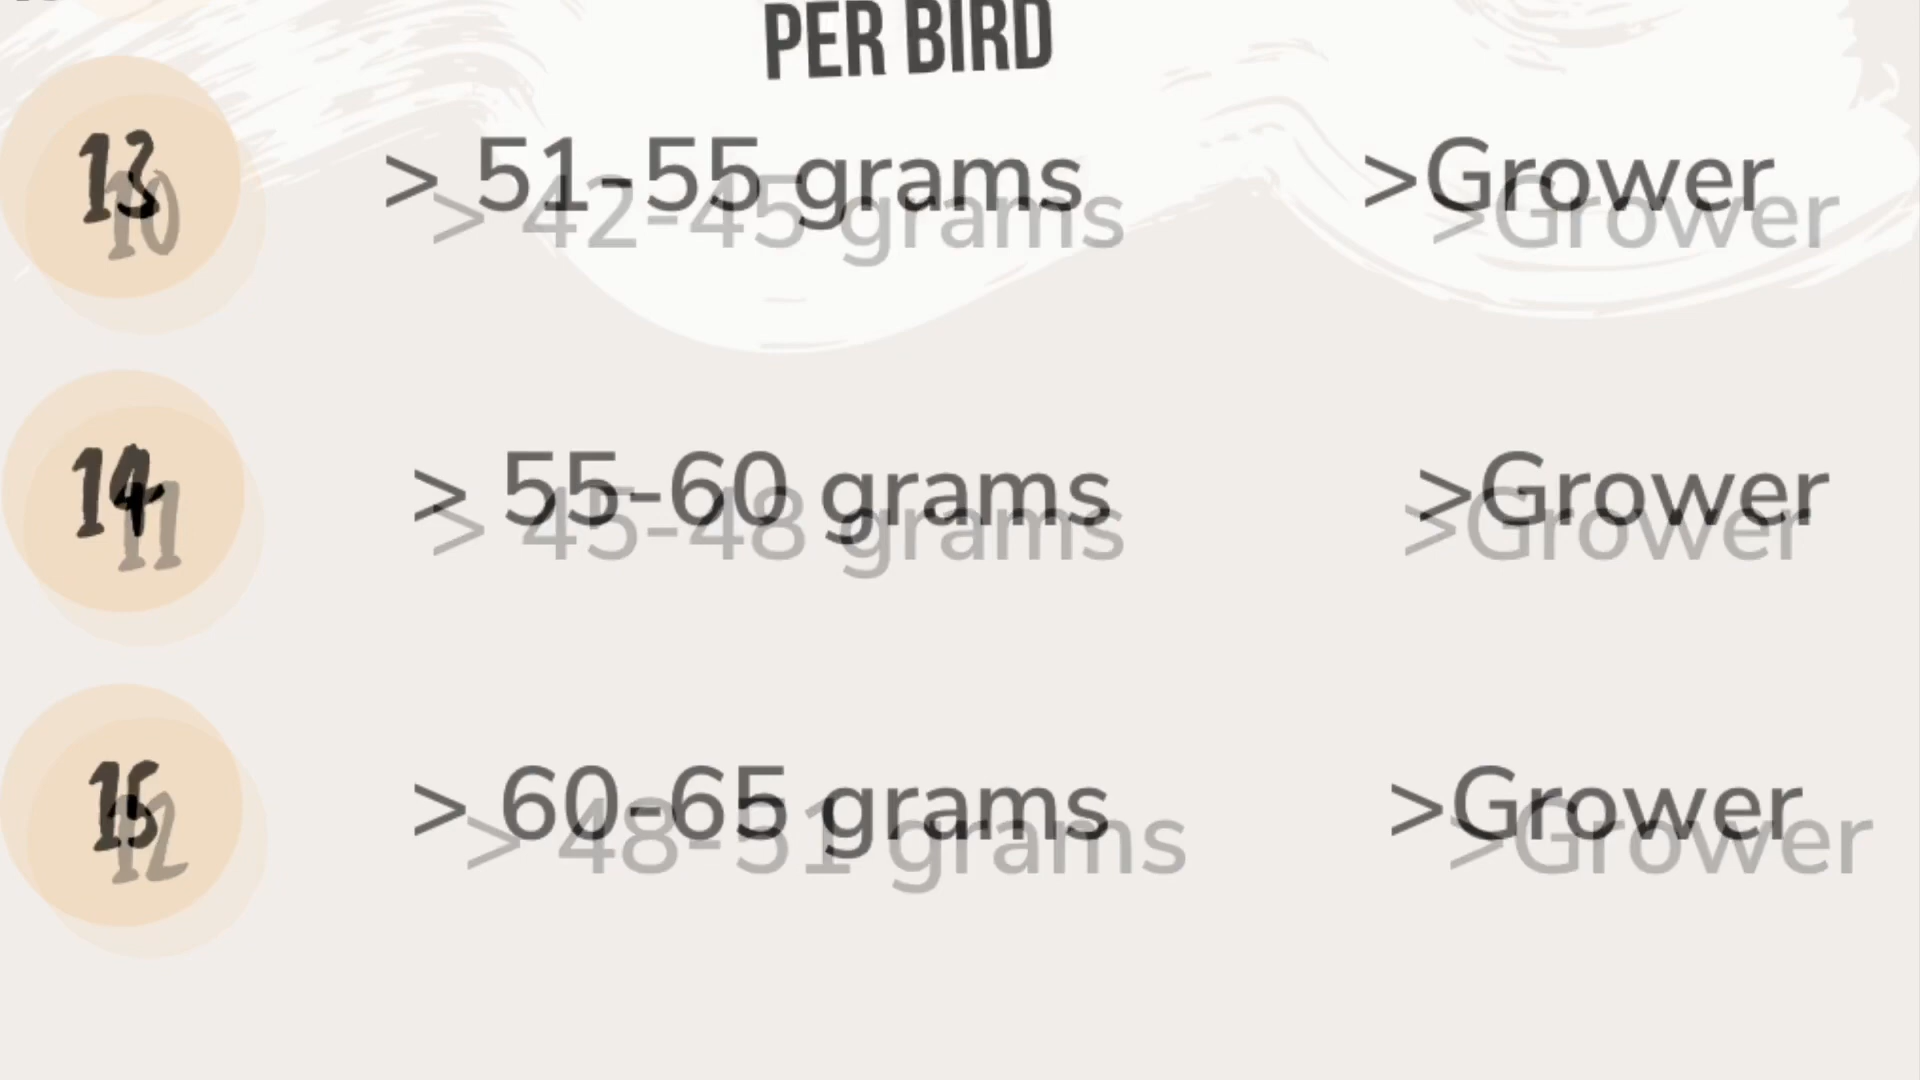 PER BIRD
13 > 51-55 grams >Grower
10 > 42-45 grams >Grower
14 > 55-60 grams >Grower
11 > 45-48 grams >Grower
15 > 60-65 grams >Grower
12 > 48-51 grams >Grower